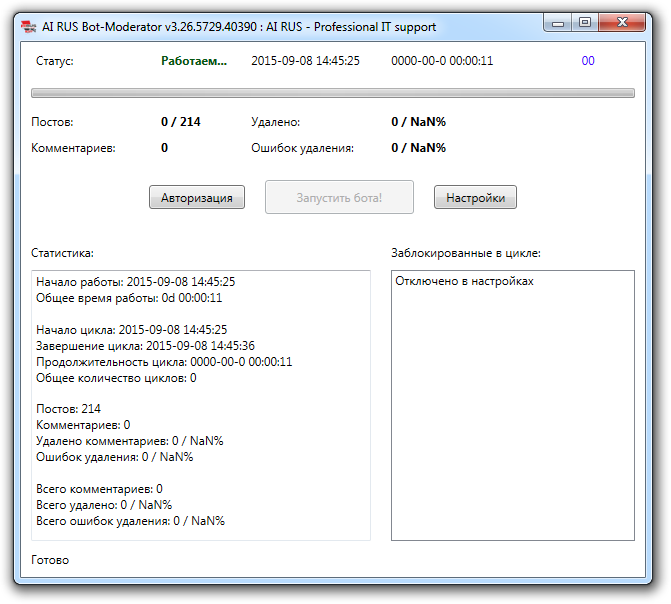 AI RUS Bot-Moderator v3.26.5729.40390 : AI RUS - Professional IT support
Статус: Работаем... 2015-09-08 14:45:25 0000-00-0 00:00:11 00
Постов: 0 / 214 Удалено: 0 / NaN%
Комментариев: 0 Ошибок удаления: 0 / NaN%
Авторизация Запустить бота! Настройки
Статистика:
Начало работы: 2015-09-08 14:45:25
Общее время работы: 0d 00:00:11
Начало цикла: 2015-09-08 14:45:25
Завершение цикла: 2015-09-08 14:45:36
Продолжительность цикла: 0000-00-0 00:00:11
Общее количество циклов: 0
Постов: 214
Комментариев: 0
Удалено комментариев: 0 / NaN%
Ошибок удаления: 0 / NaN%
Всего комментариев: 0
Всего удалено: 0 / NaN%
Всего ошибок удаления: 0 / NaN%
Заблокированные в цикле:
Отключено в настройках
Готово